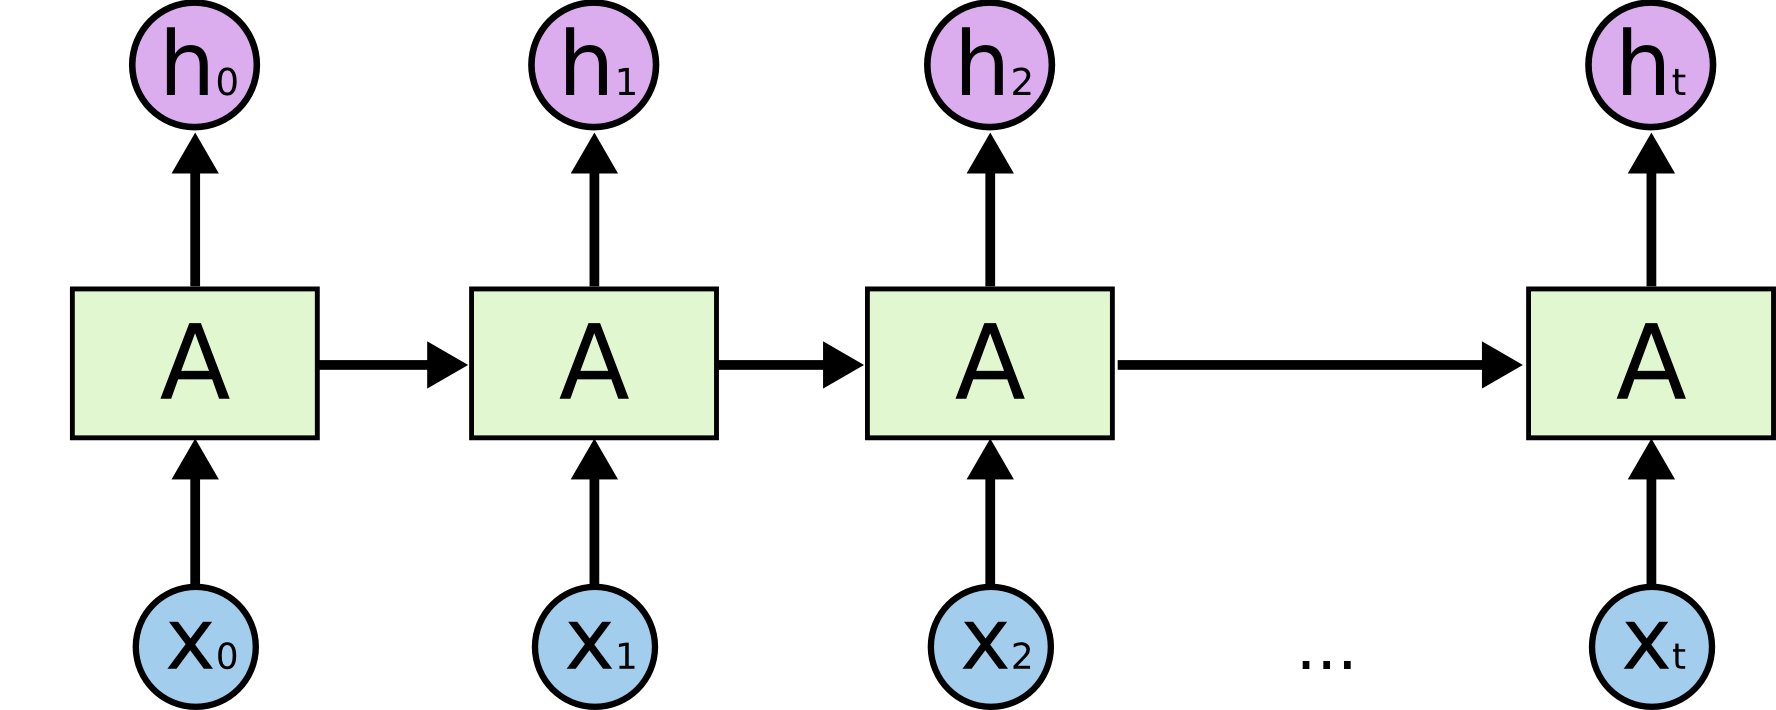 h₀ h₁ h₂ hₜ
A A A A
x₀ x₁ x₂ ... xₜ